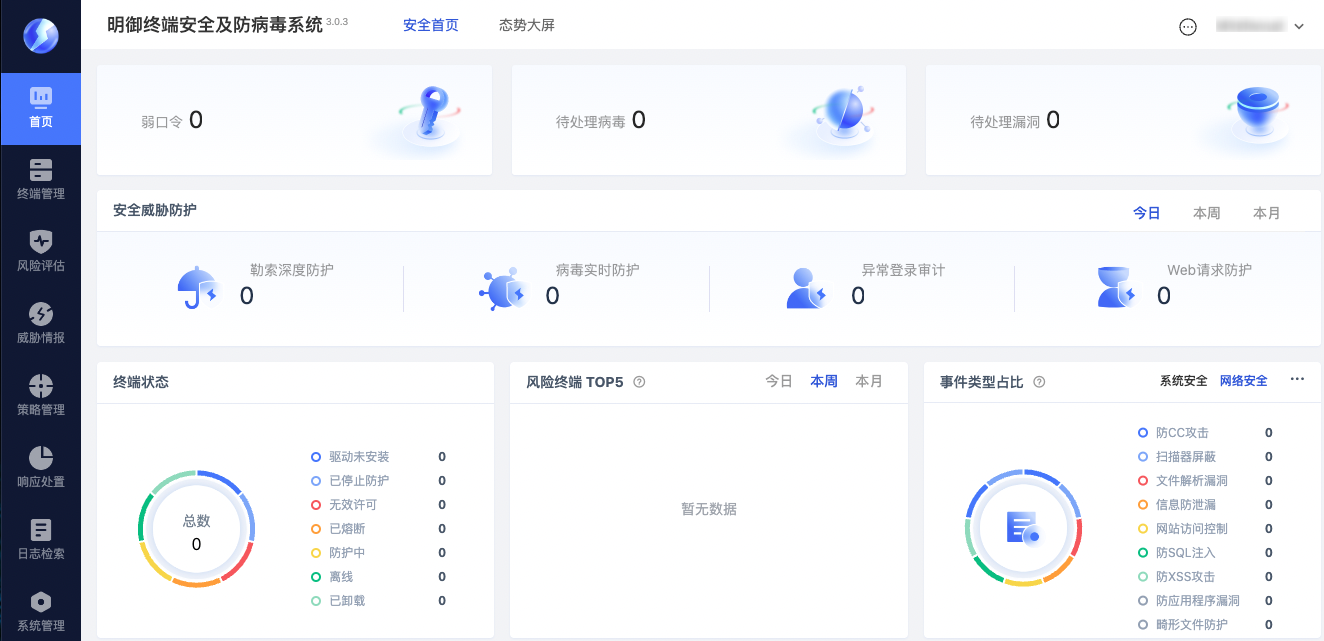 明御终端安全及防病毒系统 3.0.3 安全首页 态势大屏
首页
终端管理
风险评估
威胁情报
策略管理
响应处置
日志检索
系统管理
弱口令 0
待处理病毒 0
待处理漏洞 0
安全威胁防护 今日 本周 本月
勒索深度防护
0
病毒实时防护
0
异常登录审计
0
Web请求防护
0
终端状态
总数
0
驱动未安装 0
已停止防护 0
无效许可 0
已熔断 0
防护中 0
离线 0
已卸载 0
风险终端 TOP5 今日 本周 本月
暂无数据
事件类型占比 系统安全 网络安全 ···
防CC攻击 0
扫描器屏蔽 0
文件解析漏洞 0
信息防泄漏 0
网站访问控制 0
防SQL注入 0
防XSS攻击 0
防应用程序漏洞 0
畸形文件防护 0